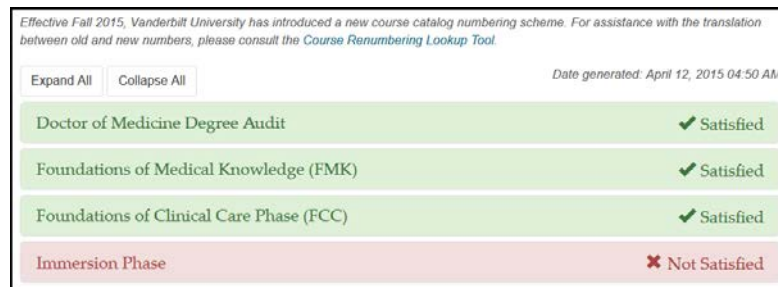 Effective Fall 2015, Vanderbilt University has introduced a new course catalog numbering scheme. For assistance with the translation
between old and new numbers, please consult the Course Renumbering Lookup Tool.
Expand All Collapse All Date generated: April 12, 2015 04:50 AM
Doctor of Medicine Degree Audit ✔ Satisfied
Foundations of Medical Knowledge (FMK) ✔ Satisfied
Foundations of Clinical Care Phase (FCC) ✔ Satisfied
Immersion Phase ✖ Not Satisfied